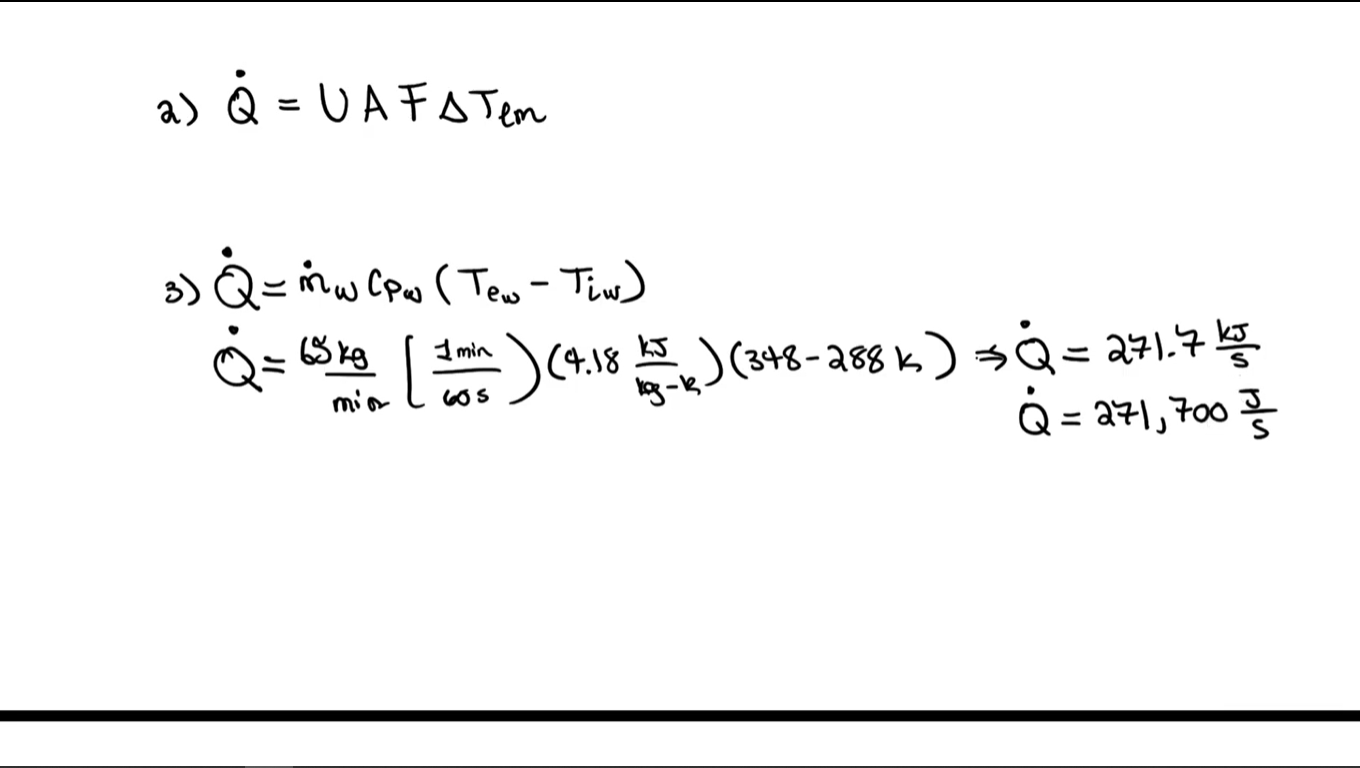 2) Q̇ = U A F ΔTlm
3) Q̇ = ṁw Cpw (Tew - Tiw)
Q̇ = 65 kg/min [1 min/60 s) (4.18 kJ/kg-k) (348-288 k) ⇒ Q̇ = 271.7 kJ/s
Q̇ = 271,700 J/s